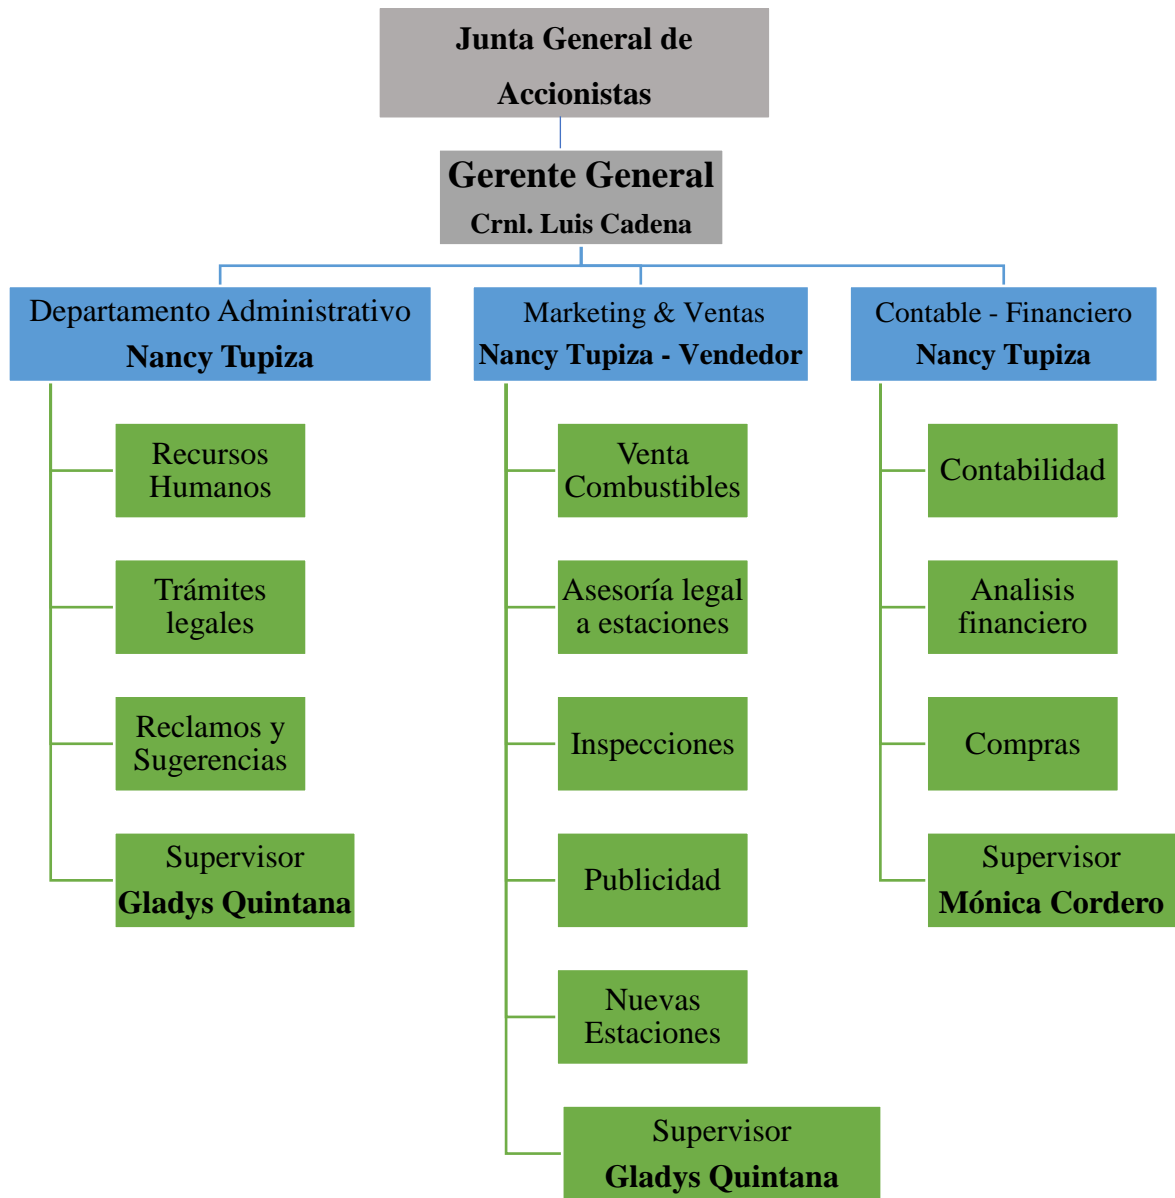 Junta General de
Accionistas
Gerente General
Crnl. Luis Cadena
Departamento Administrativo
Nancy Tupiza
Recursos
Humanos
Trámites
legales
Reclamos y
Sugerencias
Supervisor
Gladys Quintana
Marketing & Ventas
Nancy Tupiza - Vendedor
Venta
Combustibles
Asesoría legal
a estaciones
Inspecciones
Publicidad
Nuevas
Estaciones
Supervisor
Gladys Quintana
Contable - Financiero
Nancy Tupiza
Contabilidad
Analisis
financiero
Compras
Supervisor
Mónica Cordero